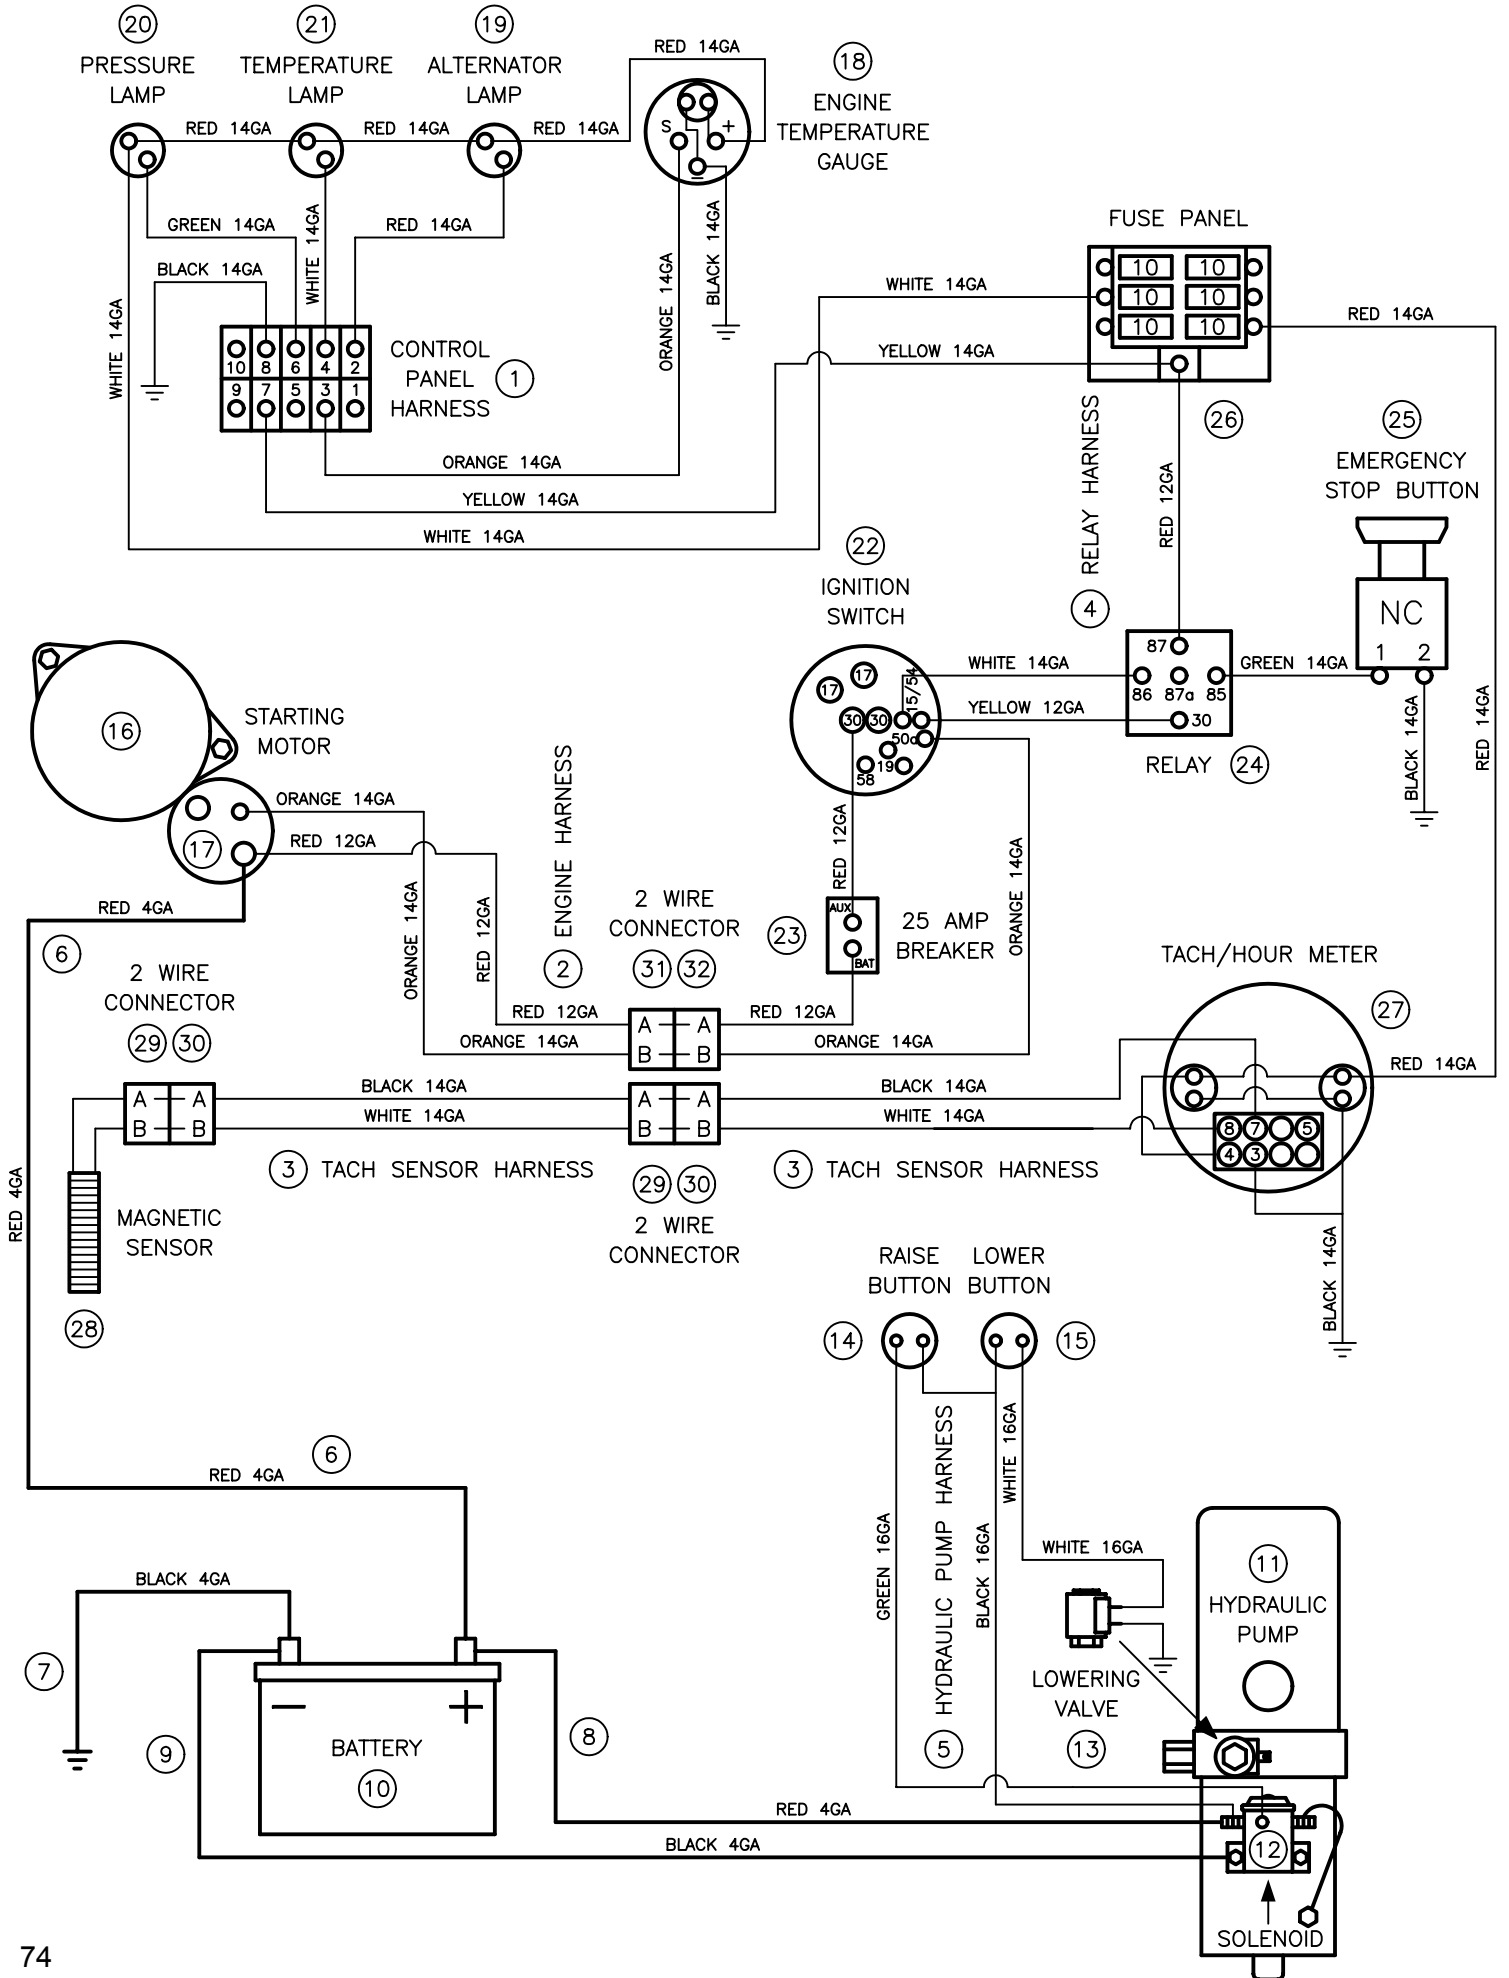 20
PRESSURE
LAMP
21
TEMPERATURE
LAMP
19
ALTERNATOR
LAMP
RED 14GA
18
ENGINE
TEMPERATURE
GAUGE
S
+
–
RED 14GA
RED 14GA
RED 14GA
GREEN 14GA
WHITE 14GA
RED 14GA
BLACK 14GA
WHITE 14GA
ORANGE 14GA
BLACK 14GA
10 8 6 4 2
9 7 5 3 1
CONTROL
PANEL
HARNESS
1
ORANGE 14GA
YELLOW 14GA
WHITE 14GA
FUSE PANEL
10 10
10 10
10 10
WHITE 14GA
YELLOW 14GA
RED 14GA
26
RELAY HARNESS
4
RED 12GA
25
EMERGENCY
STOP BUTTON
NC
1 2
22
IGNITION
SWITCH
17
17
15/54
30 30
50a
19
58
WHITE 14GA
YELLOW 12GA
87
86 87a 85
30
RELAY
24
GREEN 14GA
BLACK 14GA
RED 14GA
16
STARTING
MOTOR
17
ORANGE 14GA
RED 12GA
RED 4GA
6
ORANGE 14GA
RED 12GA
ENGINE HARNESS
2
2 WIRE
CONNECTOR
31 32
A A
B B
RED 12GA
ORANGE 14GA
RED 12GA
ORANGE 14GA
RED 12GA
AUX
BAT
23
25 AMP
BREAKER
ORANGE 14GA
2 WIRE
CONNECTOR
29 30
A A
B B
BLACK 14GA
WHITE 14GA
3 TACH SENSOR HARNESS
A A
B B
29 30
2 WIRE
CONNECTOR
BLACK 14GA
WHITE 14GA
3 TACH SENSOR HARNESS
TACH/HOUR METER
27
RED 14GA
8 7 5
4 3
BLACK 14GA
RED 4GA
MAGNETIC
SENSOR
28
RAISE
BUTTON
LOWER
BUTTON
14
15
GREEN 16GA
HYDRAULIC PUMP HARNESS
5
BLACK 16GA
WHITE 16GA
WHITE 16GA
LOWERING
VALVE
13
11
HYDRAULIC
PUMP
12
SOLENOID
6
RED 4GA
BLACK 4GA
7
9
–
+
BATTERY
10
8
RED 4GA
BLACK 4GA
74